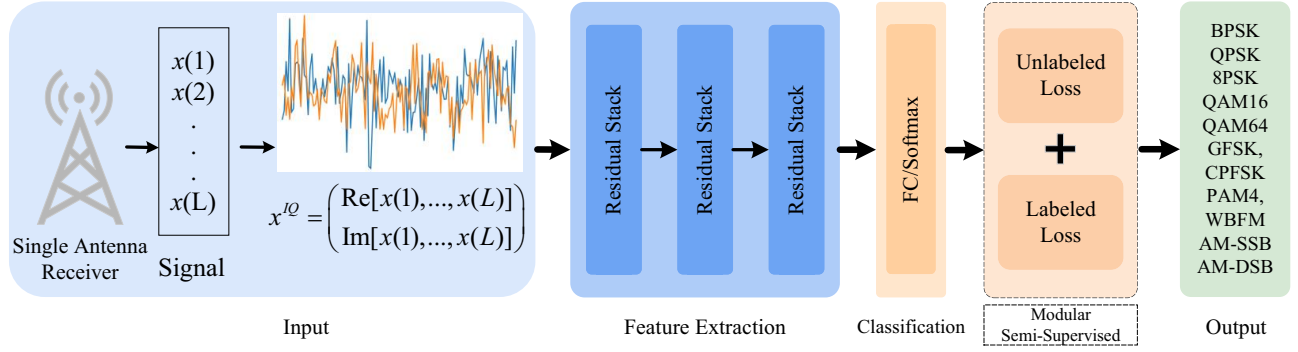 x(1)
x(2)
.
.
.
x(L)
Single Antenna
Receiver
Signal
x^{IQ} = (Re[x(1),...,x(L)]
Im[x(1),...,x(L)])
Input
Residual Stack
Residual Stack
Residual Stack
Feature Extraction
FC/Softmax
Classification
Unlabeled
Loss
+
Labeled
Loss
Modular
Semi-Supervised
BPSK
QPSK
8PSK
QAM16
QAM64
GFSK,
CPFSK
PAM4,
WBFM
AM-SSB
AM-DSB
Output